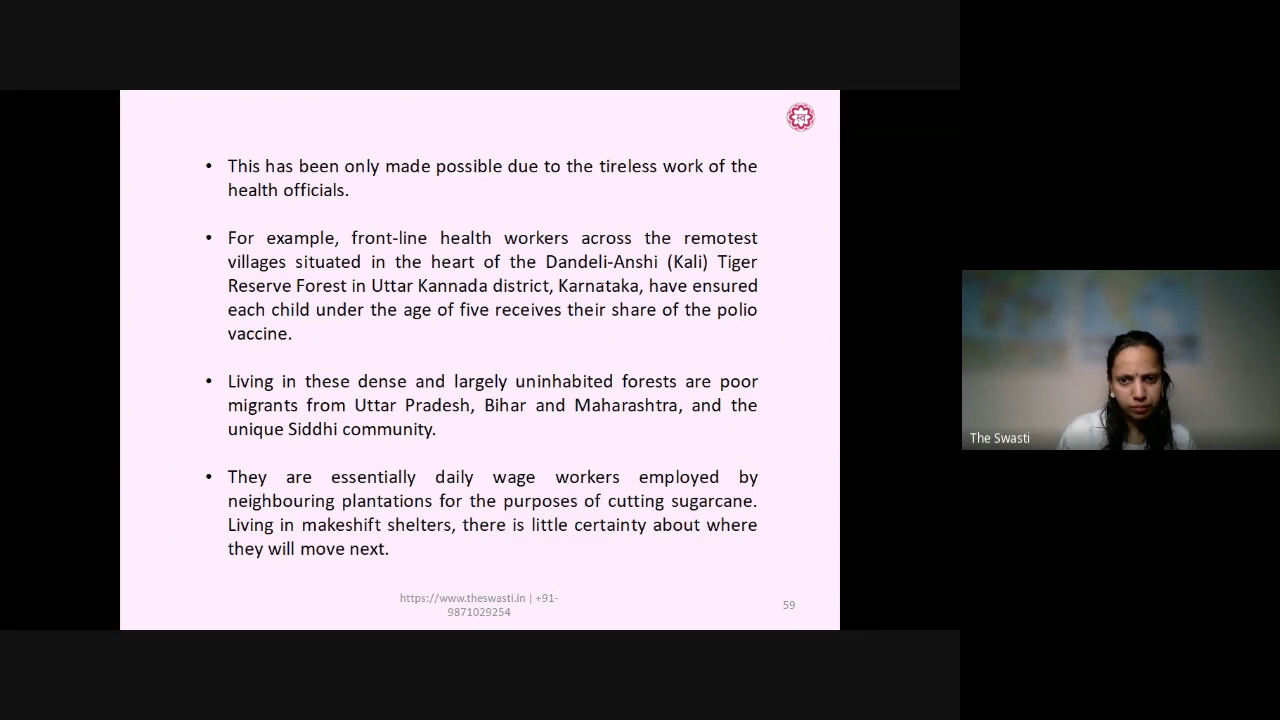 • This has been only made possible due to the tireless work of the
health officials.
• For example, front-line health workers across the remotest
villages situated in the heart of the Dandeli-Anshi (Kali) Tiger
Reserve Forest in Uttar Kannada district, Karnataka, have ensured
each child under the age of five receives their share of the polio
vaccine.
• Living in these dense and largely uninhabited forests are poor
migrants from Uttar Pradesh, Bihar and Maharashtra, and the
unique Siddhi community.
• They are essentially daily wage workers employed by
neighbouring plantations for the purposes of cutting sugarcane.
Living in makeshift shelters, there is little certainty about where
they will move next.
https://www.theswasti.in | +91-
9871029254
59
The Swasti